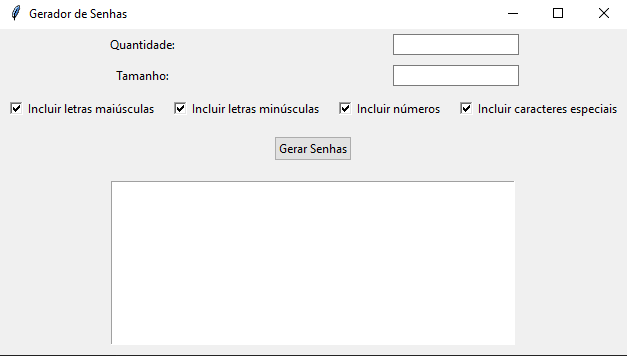 Gerador de Senhas
Quantidade:
Tamanho:
Incluir letras maiúsculas Incluir letras minúsculas Incluir números Incluir caracteres especiais
Gerar Senhas